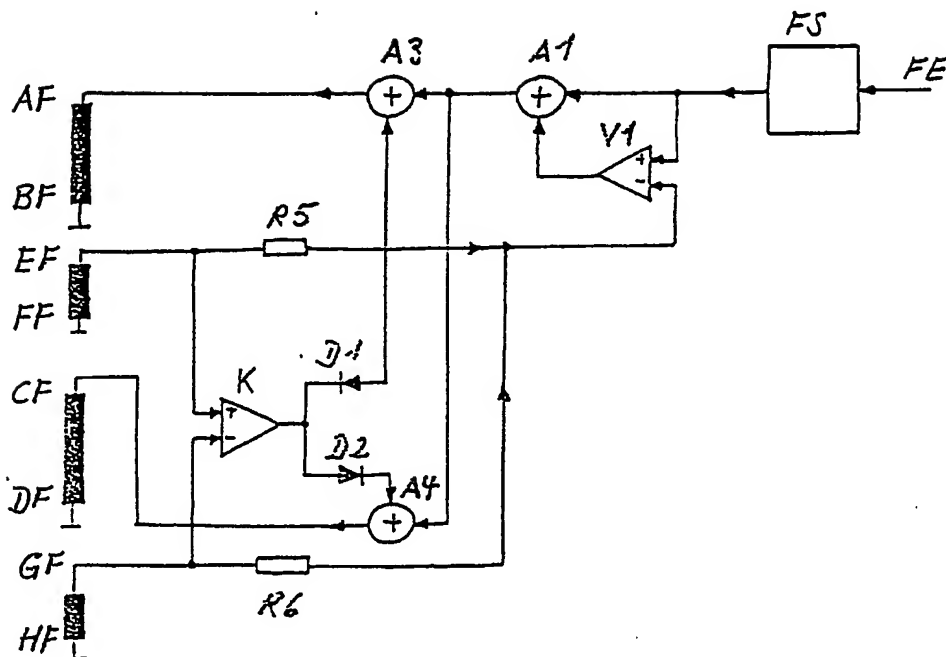 FS
A3
A1
FE
AF
V1
+
+
+
-
BF
R5
EF
FF
D1
CF
K
+
-
D2
A4
DF
+
GF
R6
HF